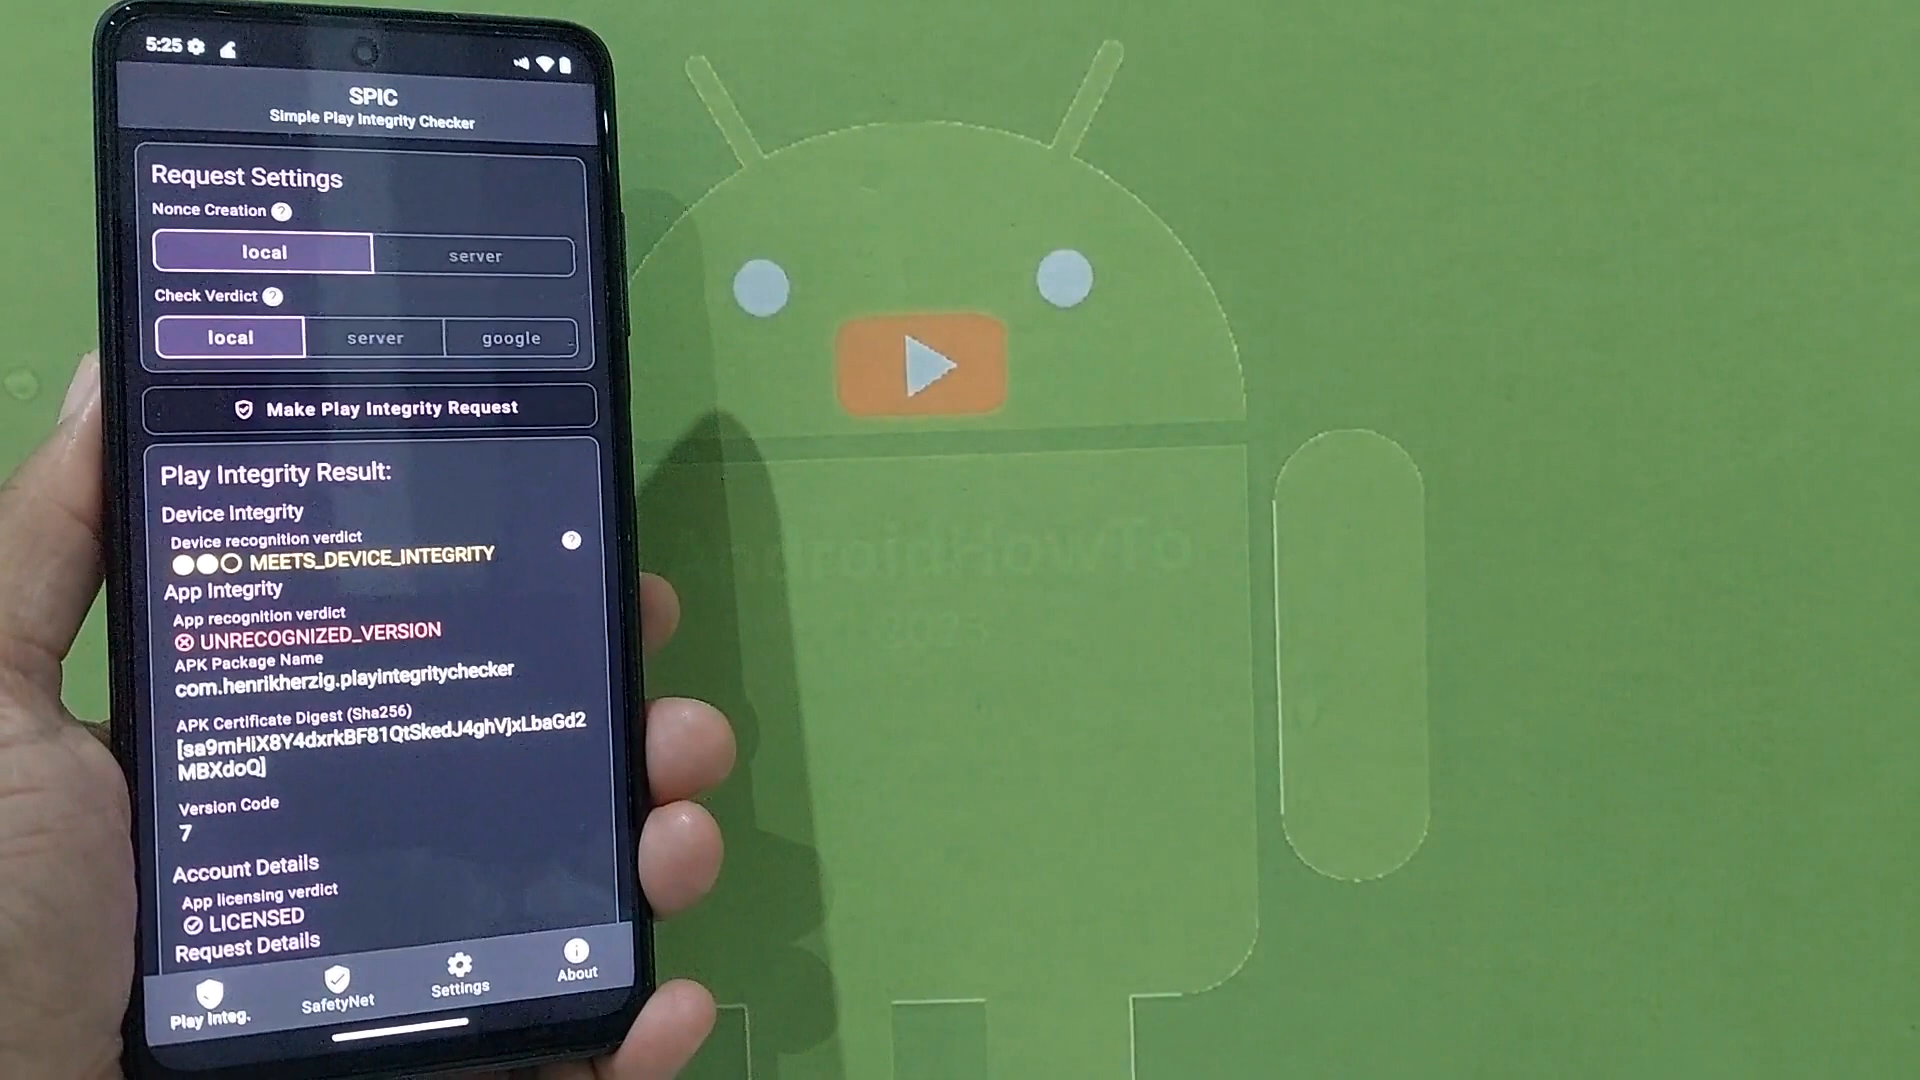 5:25
SPIC
Simple Play Integrity Checker
Request Settings
Nonce Creation ?
local
server
Check Verdict ?
local
server
google
Make Play Integrity Request
Play Integrity Result:
Device Integrity
Device recognition verdict
?
MEETS_DEVICE_INTEGRITY
App Integrity
App recognition verdict
UNRECOGNIZED_VERSION
APK Package Name
com.henrikherzig.playintegritychecker
APK Certificate Digest (Sha256)
[sa9mHiX8Y4dxrkBF81QtSkedJ4ghVjxLbaGd2
MBXdoQ]
Version Code
7
Account Details
App licensing verdict
LICENSED
Request Details
Play Integ.
SafetyNet
Settings
About
AndroidHowTo